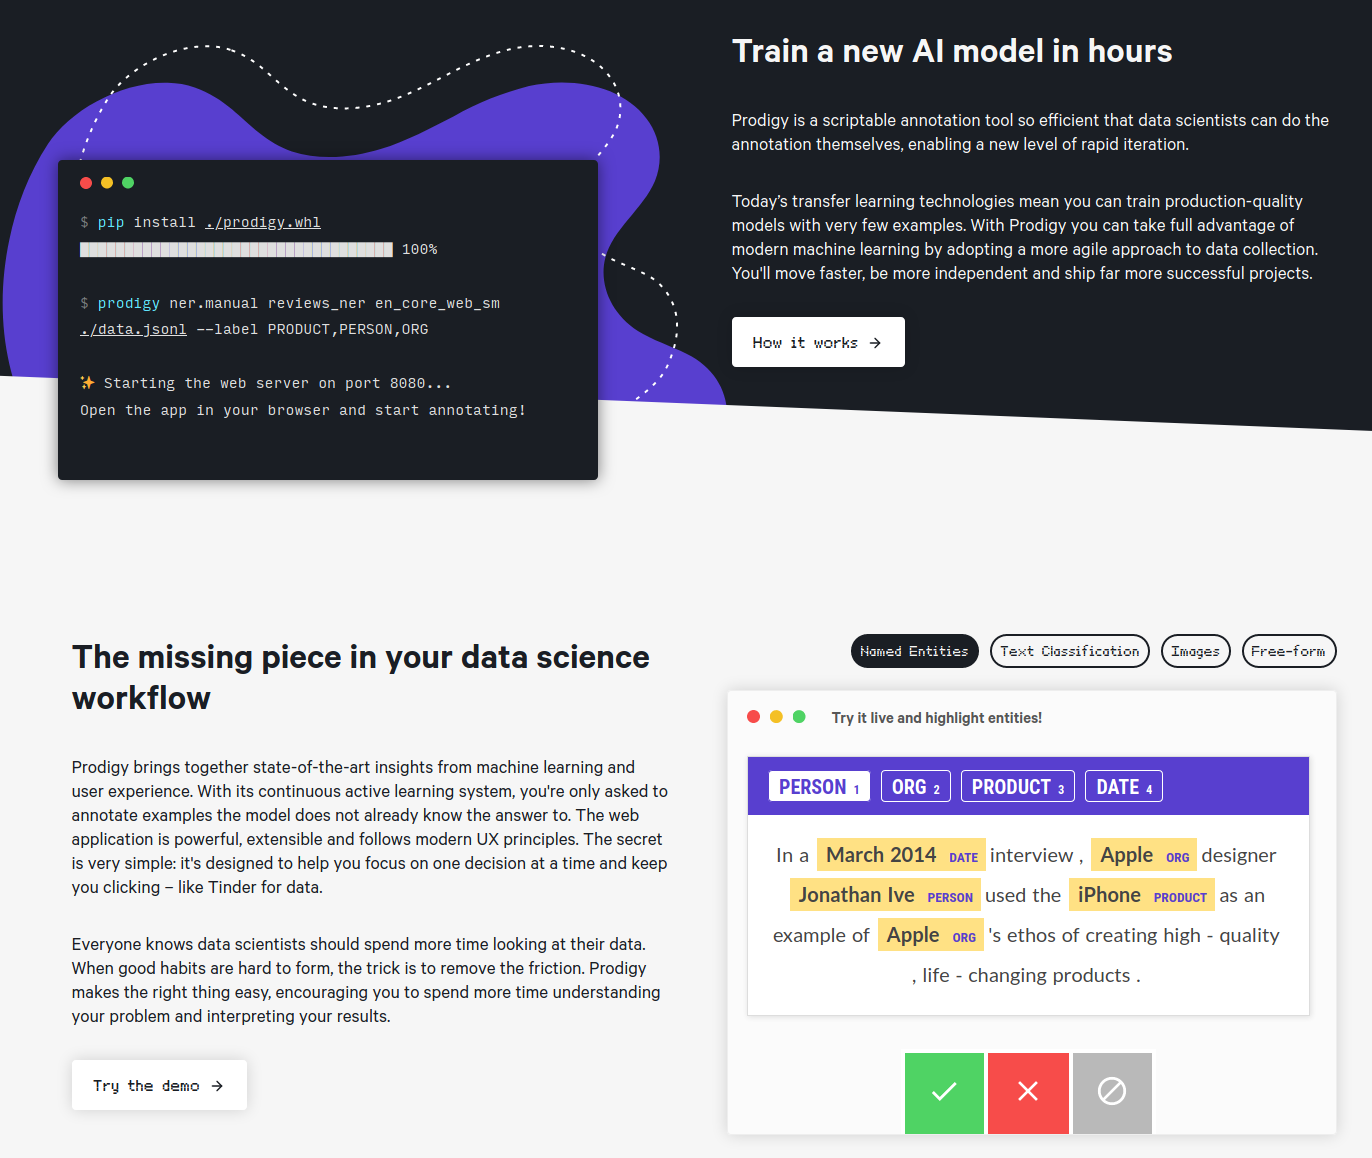 Train a new AI model in hours
Prodigy is a scriptable annotation tool so efficient that data scientists can do the
annotation themselves, enabling a new level of rapid iteration.
Today’s transfer learning technologies mean you can train production-quality
models with very few examples. With Prodigy you can take full advantage of
modern machine learning by adopting a more agile approach to data collection.
You'll move faster, be more independent and ship far more successful projects.
How it works →
$ pip install ./prodigy.whl
100%
$ prodigy ner.manual reviews_ner en_core_web_sm
./data.jsonl --label PRODUCT,PERSON,ORG
✨ Starting the web server on port 8080...
Open the app in your browser and start annotating!
The missing piece in your data science
workflow
Prodigy brings together state-of-the-art insights from machine learning and
user experience. With its continuous active learning system, you're only asked to
annotate examples the model does not already know the answer to. The web
application is powerful, extensible and follows modern UX principles. The secret
is very simple: it's designed to help you focus on one decision at a time and keep
you clicking – like Tinder for data.
Everyone knows data scientists should spend more time looking at their data.
When good habits are hard to form, the trick is to remove the friction. Prodigy
makes the right thing easy, encouraging you to spend more time understanding
your problem and interpreting your results.
Try the demo →
Named Entities Text Classification Images Free-form
Try it live and highlight entities!
PERSON 1 ORG 2 PRODUCT 3 DATE 4
In a March 2014 DATE interview , Apple ORG designer
Jonathan Ive PERSON used the iPhone PRODUCT as an
example of Apple ORG 's ethos of creating high - quality
, life - changing products .